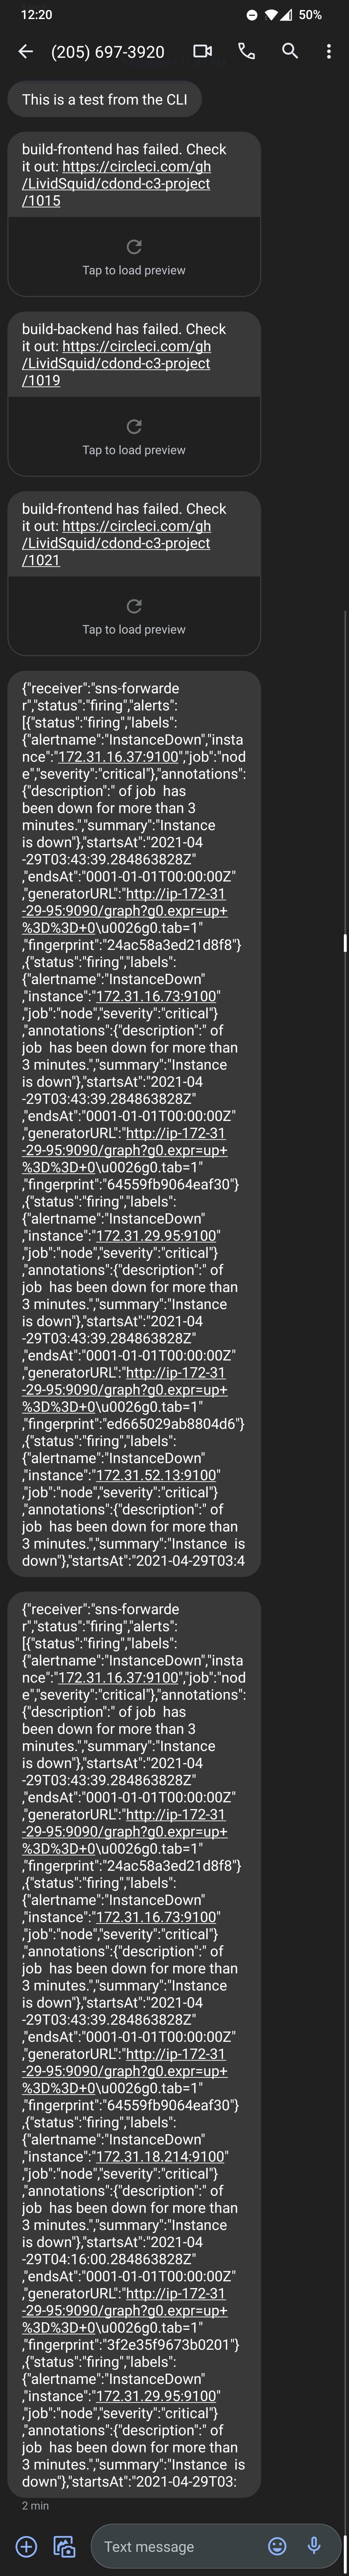 12:20
50%
(205) 697-3920
This is a test from the CLI
build-frontend has failed. Check
it out: https://circleci.com/gh
/LividSquid/cdond-c3-project
/1015
Tap to load preview
build-backend has failed. Check
it out: https://circleci.com/gh
/LividSquid/cdond-c3-project
/1019
Tap to load preview
build-frontend has failed. Check
it out: https://circleci.com/gh
/LividSquid/cdond-c3-project
/1021
Tap to load preview
{"receiver":"sns-forwarde
r","status":"firing","alerts":
[{"status":"firing","labels":
{"alertname":"InstanceDown","insta
nce":"172.31.16.37:9100","job":"nod
e","severity":"critical"},"annotations":
{"description":" of job  has
been down for more than 3
minutes.","summary":"Instance
is down"},"startsAt":"2021-04
-29T03:43:39.284863828Z"
,"endsAt":"0001-01-01T00:00:00Z"
,"generatorURL":"http://ip-172-31
-29-95:9090/graph?g0.expr=up+
%3D%3D+0\u0026g0.tab=1"
,"fingerprint":"24ac58a3ed21d8f8"}
,{"status":"firing","labels":
{"alertname":"InstanceDown"
,"instance":"172.31.16.73:9100"
,"job":"node","severity":"critical"}
,"annotations":{"description":" of
job  has been down for more than
3 minutes.","summary":"Instance
is down"},"startsAt":"2021-04
-29T03:43:39.284863828Z"
,"endsAt":"0001-01-01T00:00:00Z"
,"generatorURL":"http://ip-172-31
-29-95:9090/graph?g0.expr=up+
%3D%3D+0\u0026g0.tab=1"
,"fingerprint":"64559fb9064eaf30"}
,{"status":"firing","labels":
{"alertname":"InstanceDown"
,"instance":"172.31.29.95:9100"
,"job":"node","severity":"critical"}
,"annotations":{"description":" of
job  has been down for more than
3 minutes.","summary":"Instance
is down"},"startsAt":"2021-04
-29T03:43:39.284863828Z"
,"endsAt":"0001-01-01T00:00:00Z"
,"generatorURL":"http://ip-172-31
-29-95:9090/graph?g0.expr=up+
%3D%3D+0\u0026g0.tab=1"
,"fingerprint":"ed665029ab8804d6"}
,{"status":"firing","labels":
{"alertname":"InstanceDown"
,"instance":"172.31.52.13:9100"
,"job":"node","severity":"critical"}
,"annotations":{"description":" of
job  has been down for more than
3 minutes.","summary":"Instance  is
down"},"startsAt":"2021-04-29T03:4
{"receiver":"sns-forwarde
r","status":"firing","alerts":
[{"status":"firing","labels":
{"alertname":"InstanceDown","insta
nce":"172.31.16.37:9100","job":"nod
e","severity":"critical"},"annotations":
{"description":" of job  has
been down for more than 3
minutes.","summary":"Instance
is down"},"startsAt":"2021-04
-29T03:43:39.284863828Z"
,"endsAt":"0001-01-01T00:00:00Z"
,"generatorURL":"http://ip-172-31
-29-95:9090/graph?g0.expr=up+
%3D%3D+0\u0026g0.tab=1"
,"fingerprint":"24ac58a3ed21d8f8"}
,{"status":"firing","labels":
{"alertname":"InstanceDown"
,"instance":"172.31.16.73:9100"
,"job":"node","severity":"critical"}
,"annotations":{"description":" of
job  has been down for more than
3 minutes.","summary":"Instance
is down"},"startsAt":"2021-04
-29T03:43:39.284863828Z"
,"endsAt":"0001-01-01T00:00:00Z"
,"generatorURL":"http://ip-172-31
-29-95:9090/graph?g0.expr=up+
%3D%3D+0\u0026g0.tab=1"
,"fingerprint":"64559fb9064eaf30"}
,{"status":"firing","labels":
{"alertname":"InstanceDown"
,"instance":"172.31.18.214:9100"
,"job":"node","severity":"critical"}
,"annotations":{"description":" of
job  has been down for more than
3 minutes.","summary":"Instance
is down"},"startsAt":"2021-04
-29T04:16:00.284863828Z"
,"endsAt":"0001-01-01T00:00:00Z"
,"generatorURL":"http://ip-172-31
-29-95:9090/graph?g0.expr=up+
%3D%3D+0\u0026g0.tab=1"
,"fingerprint":"3f2e35f9673b0201"}
,{"status":"firing","labels":
{"alertname":"InstanceDown"
,"instance":"172.31.29.95:9100"
,"job":"node","severity":"critical"}
,"annotations":{"description":" of
job  has been down for more than
3 minutes.","summary":"Instance  is
down"},"startsAt":"2021-04-29T03:
2 min
Text message